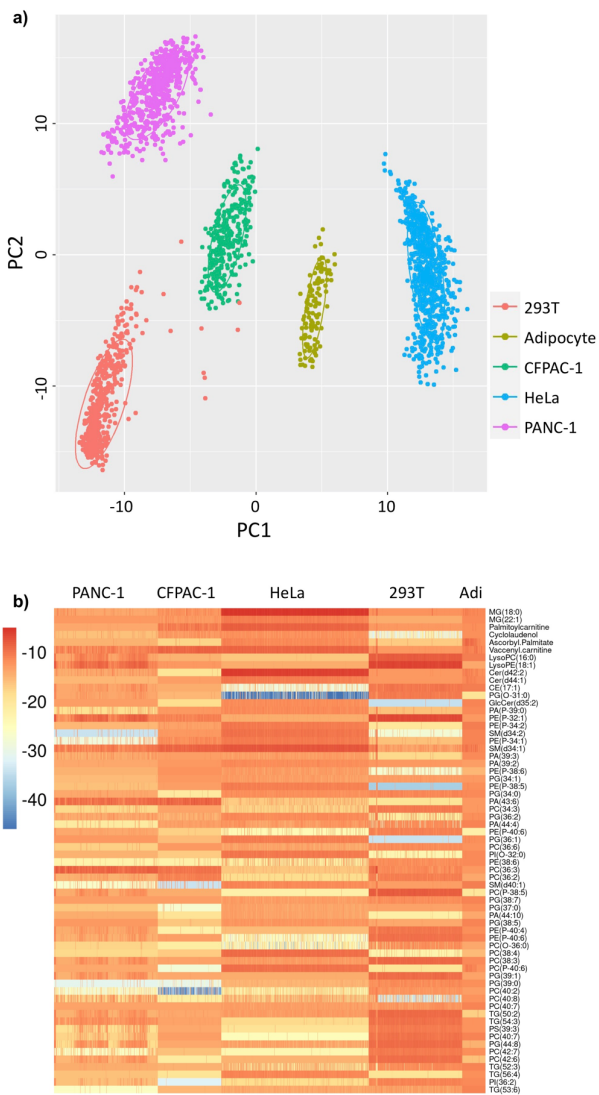 a)
PC2
10
0
-10
-10
0
10
PC1
293T
Adipocyte
CFPAC-1
HeLa
PANC-1
b)
PANC-1 CFPAC-1 HeLa 293T Adi
-10
-20
-30
-40
MG(18:0)
MG(22:1)
Palmitoylcarnitine
Cyclolaudenol
Ascorbyl.Palmitate
Vaccenyl.carnitine
LysoPC(16:0)
LysoPE(18:1)
Cer(d42:2)
Cer(d44:1)
CE(17:1)
PG(O-31:0)
GlcCer(d35:2)
PA(P-39:0)
PE(P-32:1)
PE(P-34:2)
SM(d34:2)
PE(P-34:1)
SM(d34:1)
PA(39:3)
PA(39:2)
PE(P-38:6)
PG(34:1)
PE(P-38:5)
PG(34:0)
PA(43:6)
PC(34:3)
PG(36:2)
PA(44:4)
PE(P-40:6)
PG(36:1)
PC(36:6)
PI(O-32:0)
PE(38:6)
PC(36:3)
PC(36:2)
SM(d40:1)
PC(P-38:5)
PG(38:7)
PG(37:0)
PA(44:10)
PG(38:5)
PE(P-40:4)
PE(P-40:6)
PC(O-36:0)
PC(38:4)
PC(38:3)
PC(P-40:6)
PG(39:1)
PG(39:0)
PC(40:2)
PC(40:8)
PC(40:7)
TG(50:2)
TG(54:3)
PS(39:3)
PC(40:7)
PG(44:8)
PC(42:7)
PC(42:6)
TG(52:3)
TG(56:4)
PI(36:2)
TG(53:6)